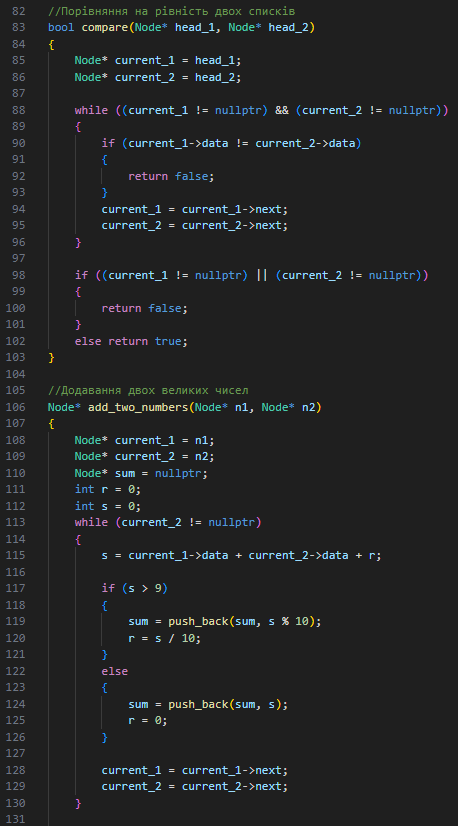 82 //Порівняння на рівність двох списків
83 bool compare(Node* head_1, Node* head_2)
84 {
85     Node* current_1 = head_1;
86     Node* current_2 = head_2;
87
88     while ((current_1 != nullptr) && (current_2 != nullptr))
89     {
90         if (current_1->data != current_2->data)
91         {
92             return false;
93         }
94         current_1 = current_1->next;
95         current_2 = current_2->next;
96     }
97
98     if ((current_1 != nullptr) || (current_2 != nullptr))
99     {
100         return false;
101     }
102     else return true;
103 }
104
105 //Додавання двох великих чисел
106 Node* add_two_numbers(Node* n1, Node* n2)
107 {
108     Node* current_1 = n1;
109     Node* current_2 = n2;
110     Node* sum = nullptr;
111     int r = 0;
112     int s = 0;
113     while (current_2 != nullptr)
114     {
115         s = current_1->data + current_2->data + r;
116
117         if (s > 9)
118         {
119             sum = push_back(sum, s % 10);
120             r = s / 10;
121         }
122         else
123         {
124             sum = push_back(sum, s);
125             r = 0;
126         }
127
128         current_1 = current_1->next;
129         current_2 = current_2->next;
130     }
131